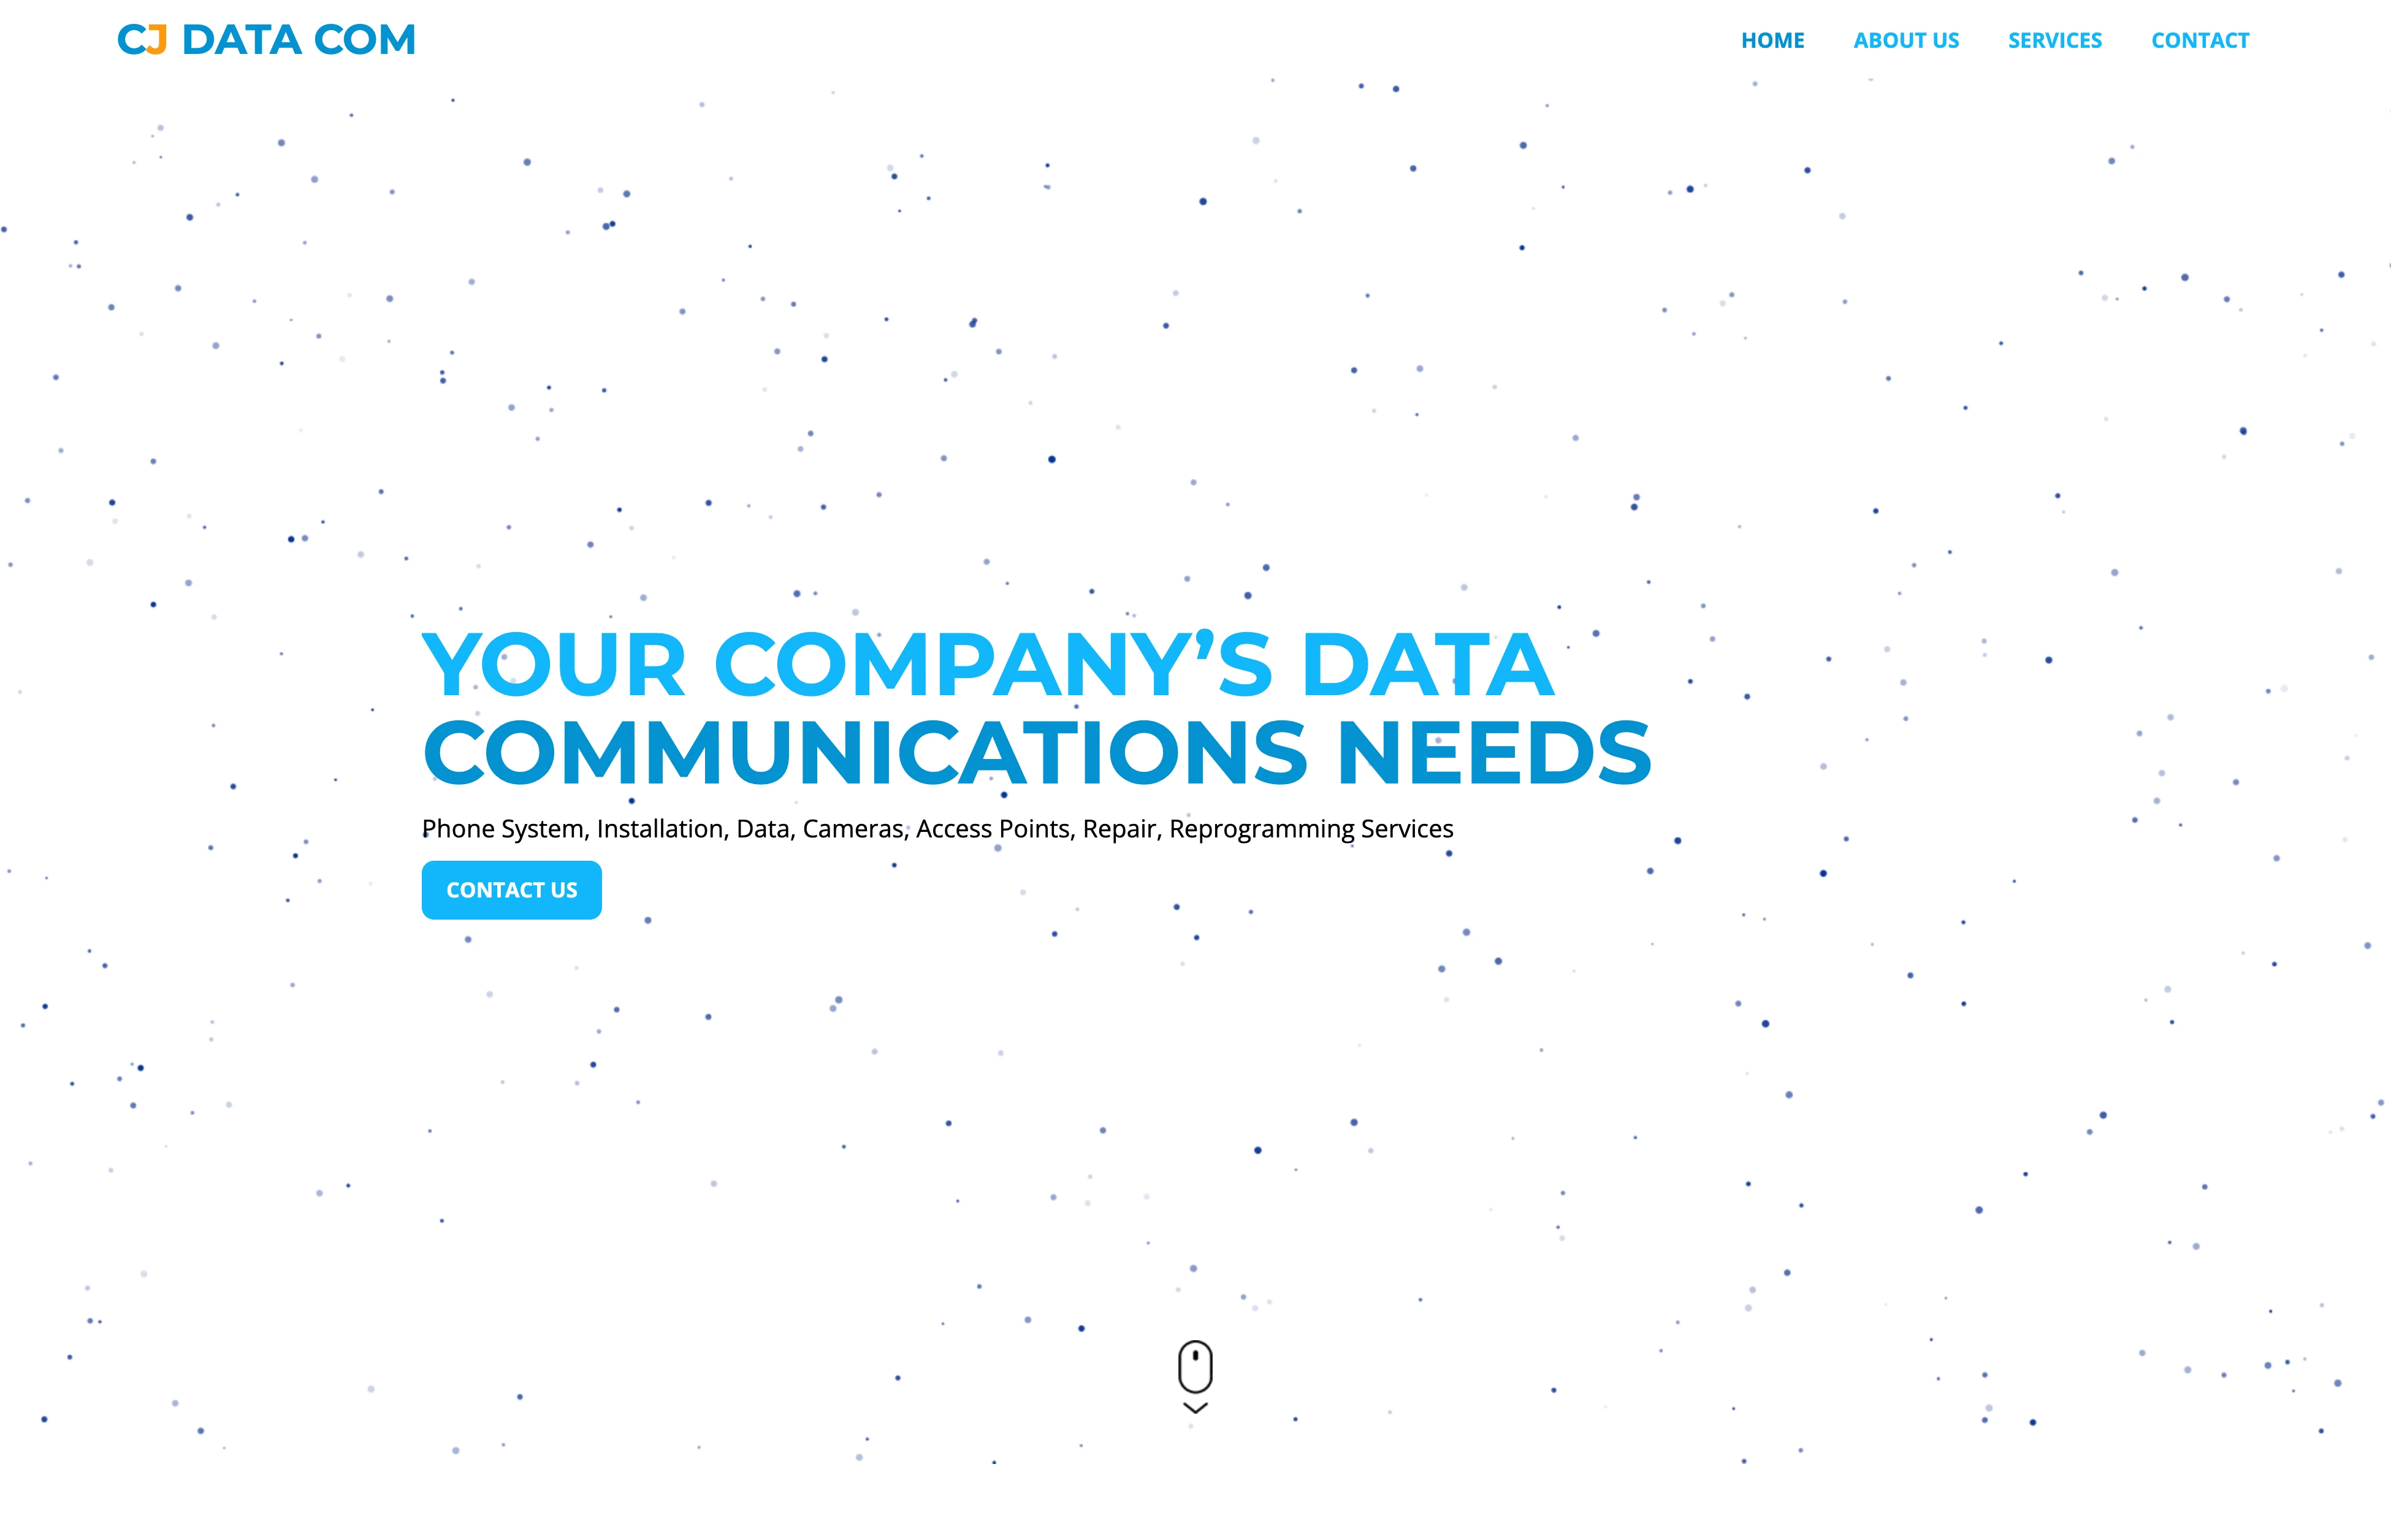 CJ DATA COM
HOME ABOUT US SERVICES CONTACT
YOUR COMPANY’S DATA
COMMUNICATIONS NEEDS
Phone System, Installation, Data, Cameras, Access Points, Repair, Reprogramming Services
CONTACT US